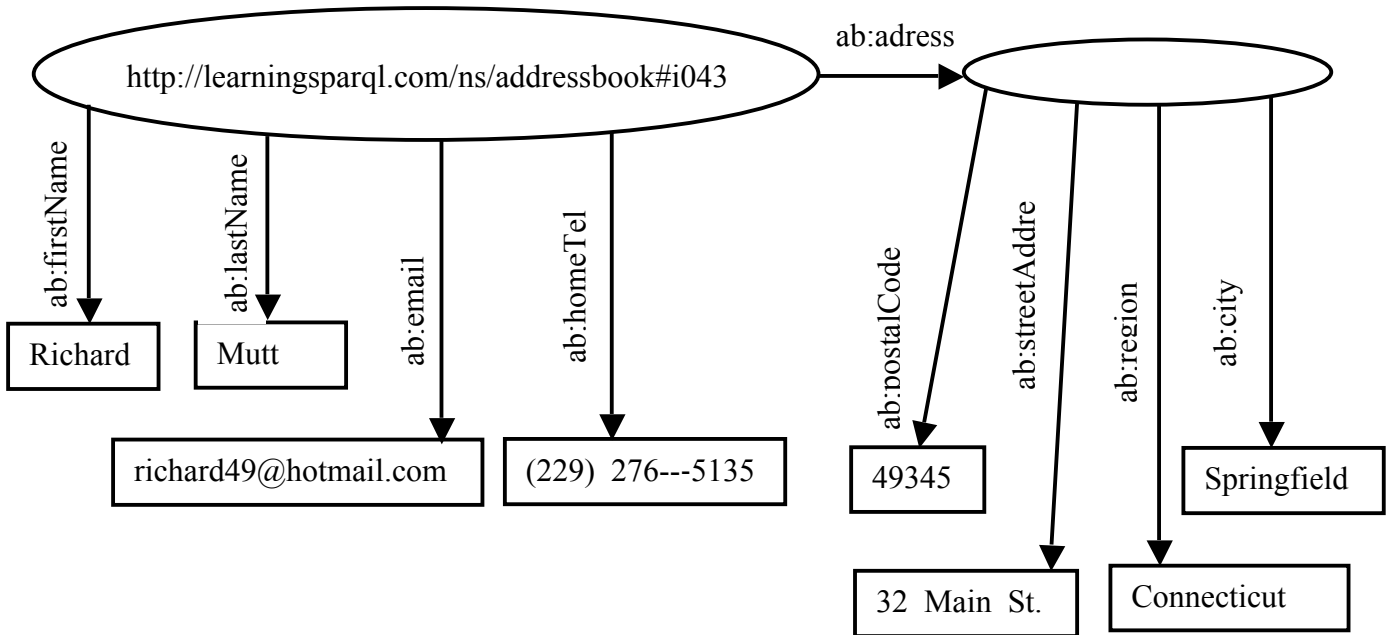 ab:adress
http://learningsparql.com/ns/addressbook#i043
ab:firstName
ab:lastName
ab:email
ab:homeTel
ab:postalCode
ab:streetAddre
ab:region
ab:city
Richard
Mutt
richard49@hotmail.com
(229) 276---5135
49345
Springfield
32 Main St.
Connecticut